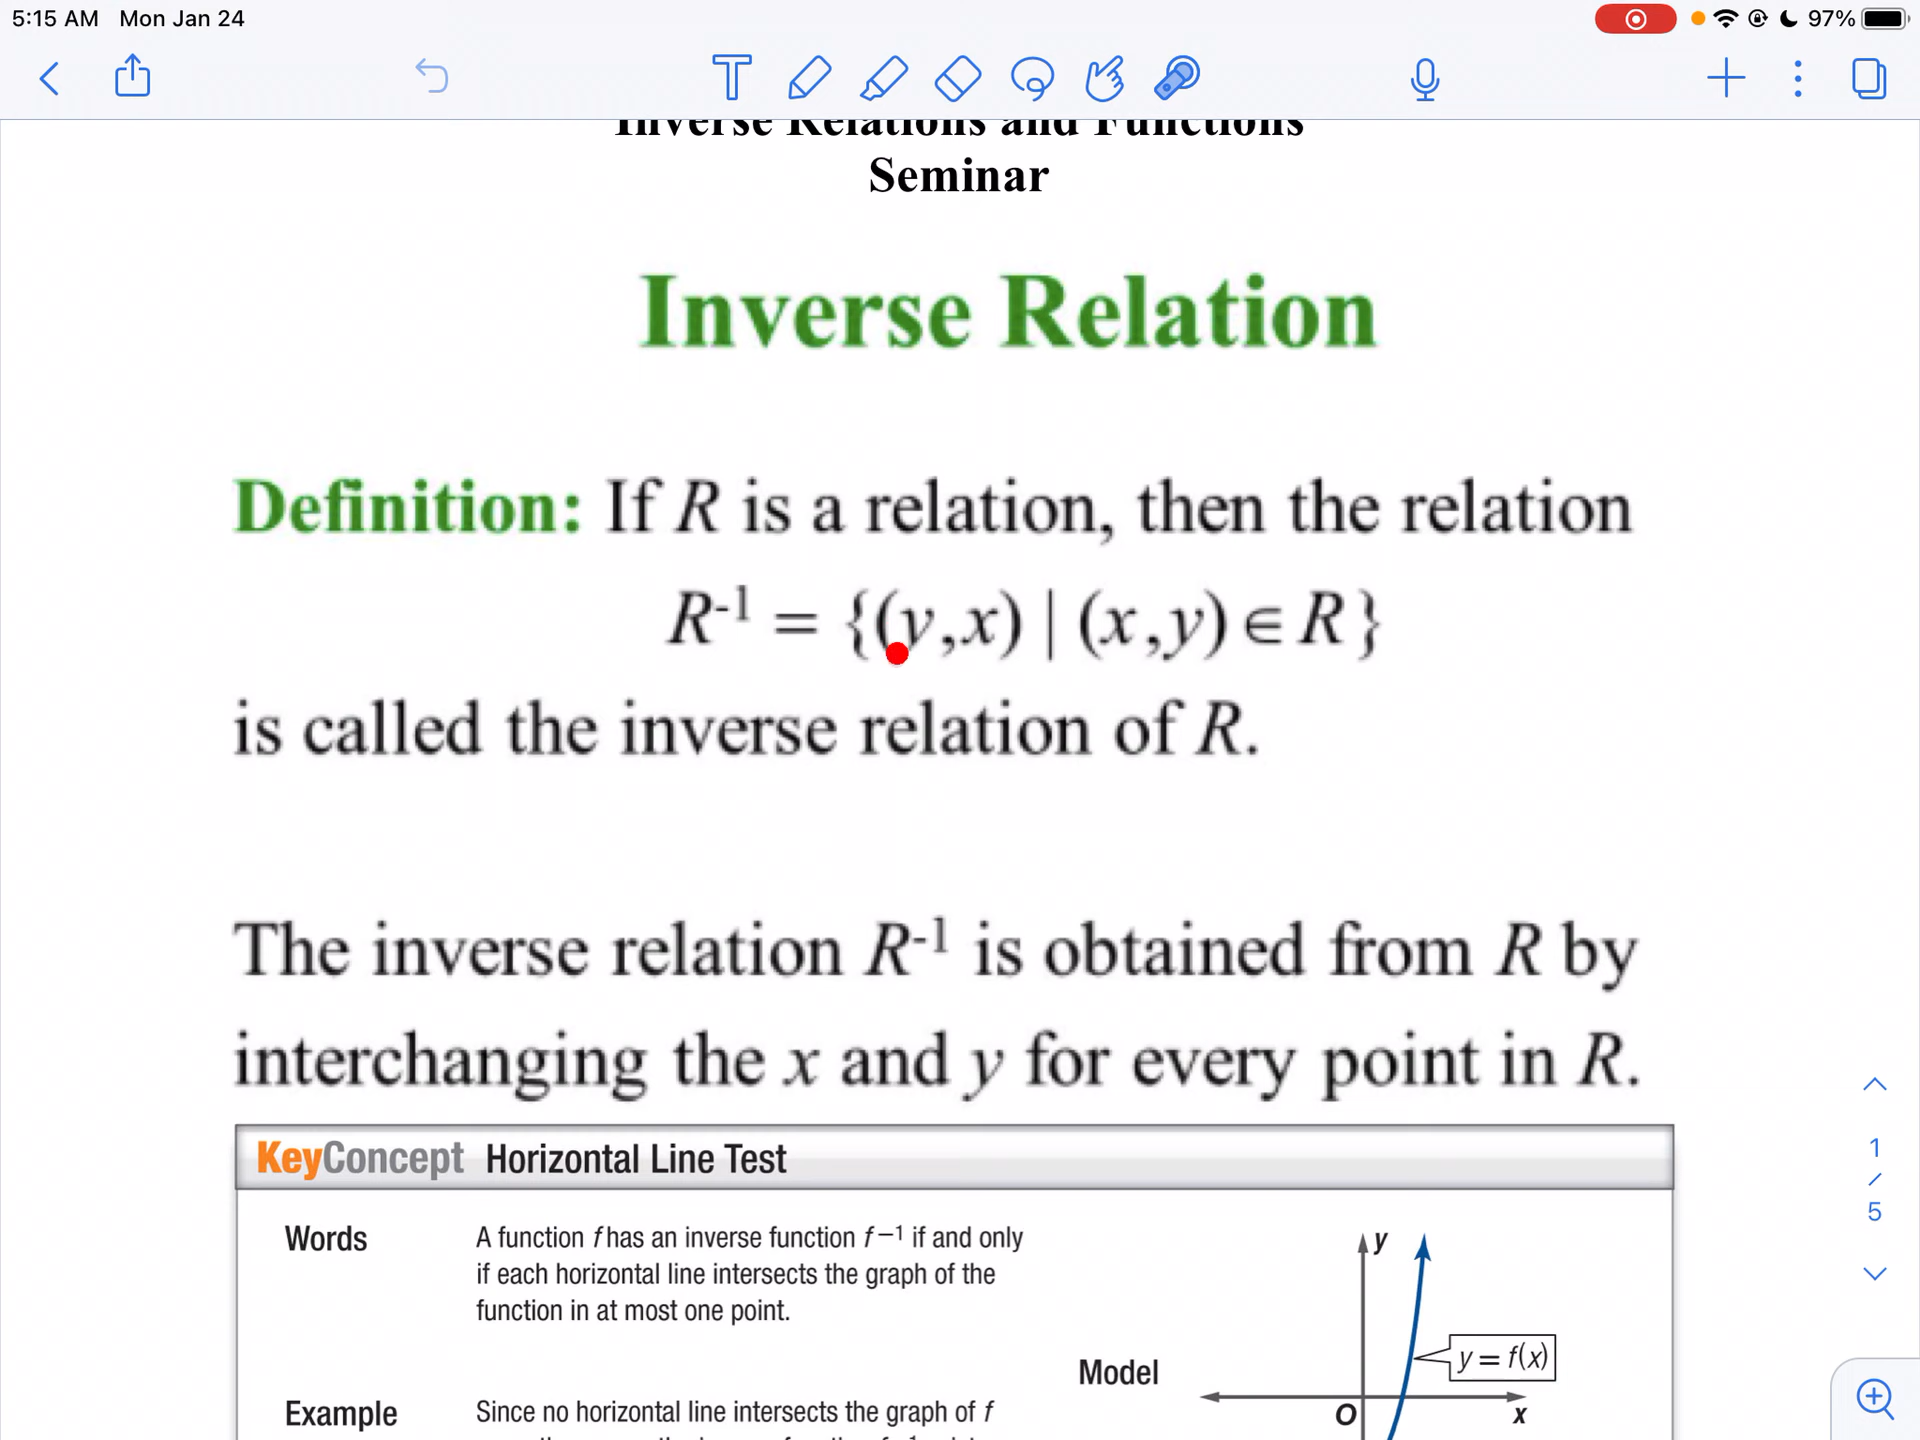 5:15 AM Mon Jan 24
97%
Inverse Relations and Functions
Seminar
Inverse Relation
Definition: If R is a relation, then the relation
R⁻¹ = {(y,x) | (x,y) ∈ R}
is called the inverse relation of R.
The inverse relation R⁻¹ is obtained from R by
interchanging the x and y for every point in R.
KeyConcept Horizontal Line Test
Words
A function f has an inverse function f⁻¹ if and only
if each horizontal line intersects the graph of the
function in at most one point.
Example
Since no horizontal line intersects the graph of f
Model
y
y = f(x)
O
x
1
/
5